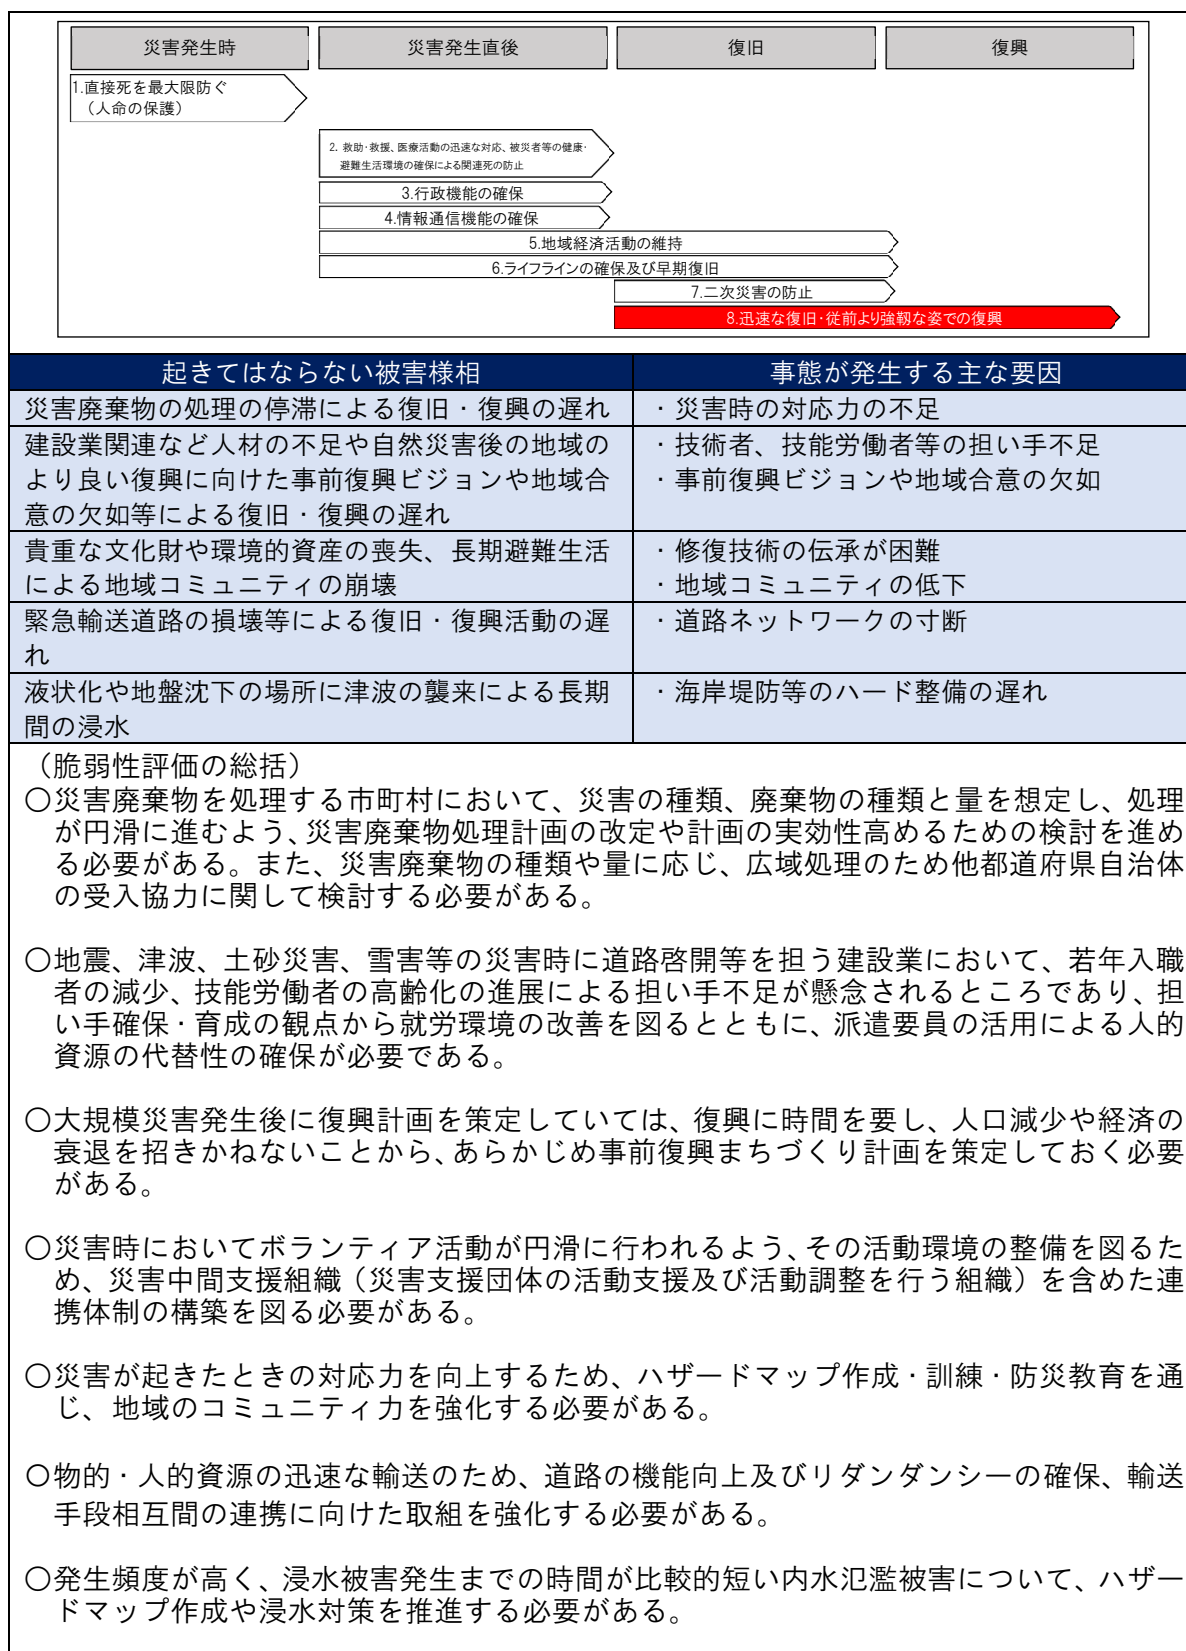 災害発生時
災害発生直後
復旧
復興
1.直接死を最大限防ぐ
（人命の保護）
2. 救助・救援、医療活動の迅速な対応、被災者等の健康・
避難生活環境の確保による関連死の防止
3.行政機能の確保
4.情報通信機能の確保
5.地域経済活動の維持
6.ライフラインの確保及び早期復旧
7.二次災害の防止
8.迅速な復旧・従前より強靱な姿での復興
起きてはならない被害様相
事態が発生する主な要因
災害廃棄物の処理の停滞による復旧・復興の遅れ
・災害時の対応力の不足
建設業関連など人材の不足や自然災害後の地域の
より良い復興に向けた事前復興ビジョンや地域合
意の欠如等による復旧・復興の遅れ
・技術者、技能労働者等の担い手不足
・事前復興ビジョンや地域合意の欠如
貴重な文化財や環境的資産の喪失、長期避難生活
による地域コミュニティの崩壊
・修復技術の伝承が困難
・地域コミュニティの低下
緊急輸送道路の損壊等による復旧・復興活動の遅
れ
・道路ネットワークの寸断
液状化や地盤沈下の場所に津波の襲来による長期
間の浸水
・海岸堤防等のハード整備の遅れ
（脆弱性評価の総括）
〇災害廃棄物を処理する市町村において、災害の種類、廃棄物の種類と量を想定し、処理
が円滑に進むよう、災害廃棄物処理計画の改定や計画の実効性高めるための検討を進め
る必要がある。また、災害廃棄物の種類や量に応じ、広域処理のため他都道府県自治体
の受入協力に関して検討する必要がある。
〇地震、津波、土砂災害、雪害等の災害時に道路啓開等を担う建設業において、若年入職
者の減少、技能労働者の高齢化の進展による担い手不足が懸念されるところであり、担
い手確保・育成の観点から就労環境の改善を図るとともに、派遣要員の活用による人的
資源の代替性の確保が必要である。
〇大規模災害発生後に復興計画を策定していては、復興に時間を要し、人口減少や経済の
衰退を招きかねないことから、あらかじめ事前復興まちづくり計画を策定しておく必要
がある。
〇災害時においてボランティア活動が円滑に行われるよう、その活動環境の整備を図るた
め、災害中間支援組織（災害支援団体の活動支援及び活動調整を行う組織）を含めた連
携体制の構築を図る必要がある。
〇災害が起きたときの対応力を向上するため、ハザードマップ作成・訓練・防災教育を通
じ、地域のコミュニティ力を強化する必要がある。
〇物的・人的資源の迅速な輸送のため、道路の機能向上及びリダンダンシーの確保、輸送
手段相互間の連携に向けた取組を強化する必要がある。
〇発生頻度が高く、浸水被害発生までの時間が比較的短い内水氾濫被害について、ハザー
ドマップ作成や浸水対策を推進する必要がある。